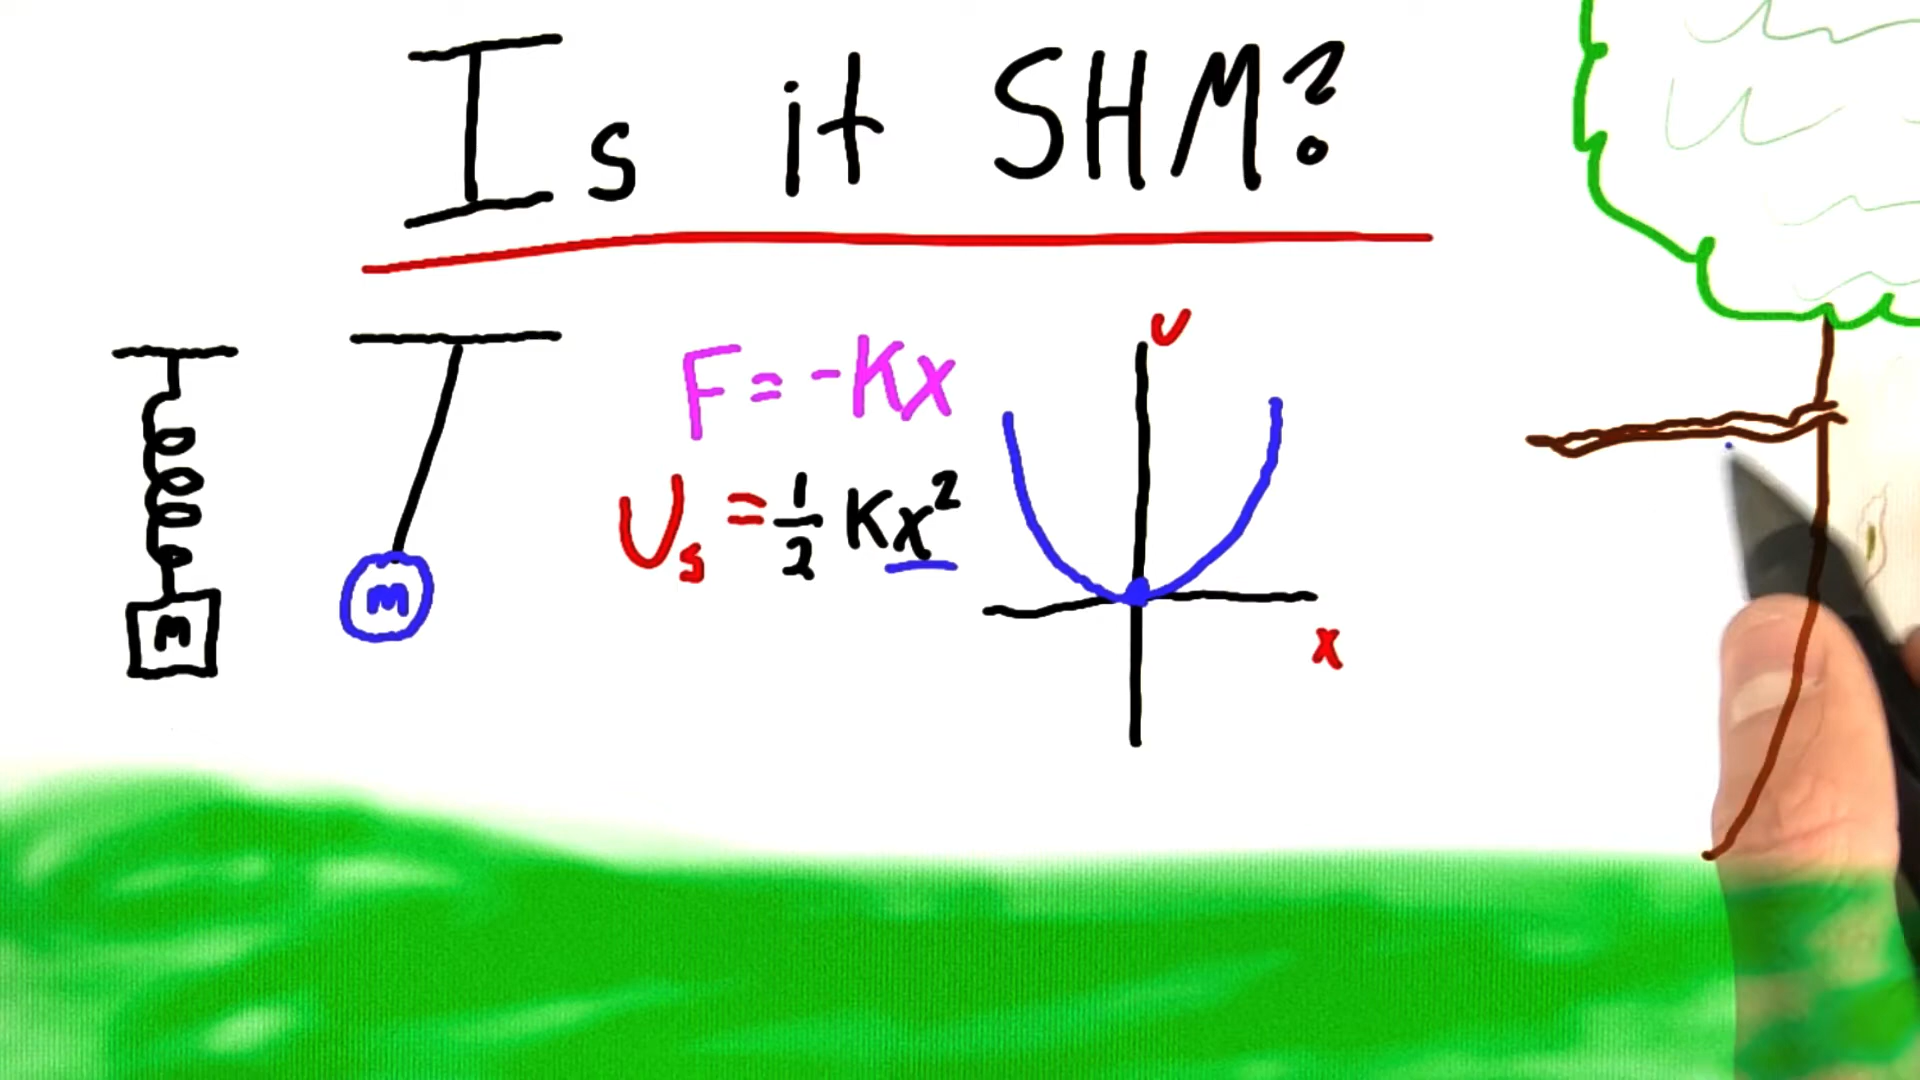 Is it SHM?
F = -Kx
U
Us = 1/2 Kx²
x
M
m